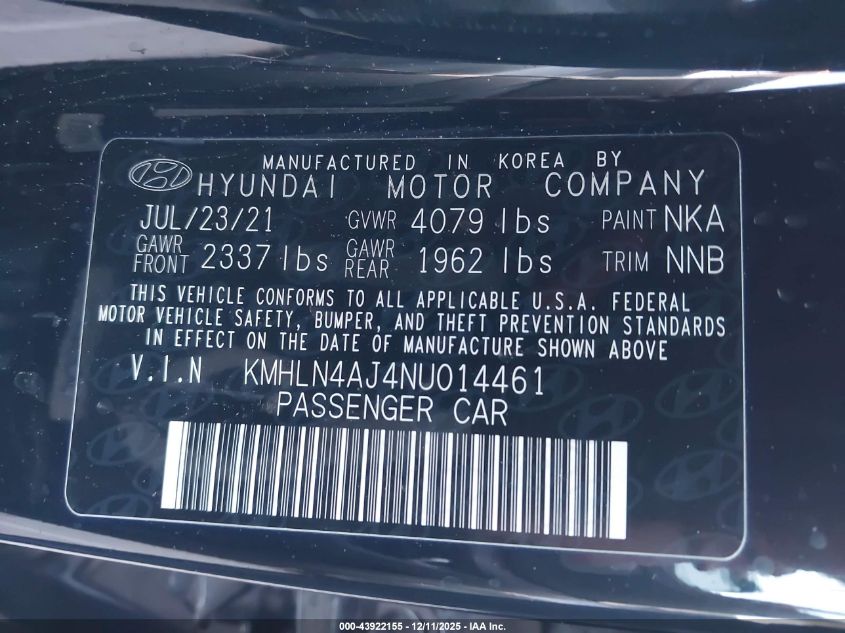 MANUFACTURED IN KOREA BY
HYUNDAI MOTOR COMPANY
JUL/23/21 GVWR 4079 lbs PAINT NKA
GAWR FRONT 2337 lbs GAWR REAR 1962 lbs TRIM NNB
THIS VEHICLE CONFORMS TO ALL APPLICABLE U.S.A. FEDERAL
MOTOR VEHICLE SAFETY, BUMPER, AND THEFT PREVENTION STANDARDS
IN EFFECT ON THE DATE OF MANUFACTURE SHOWN ABOVE
V.I.N KMHLN4AJ4NU014461
PASSENGER CAR
000-43922155 - 12/11/2025 - IAA Inc.